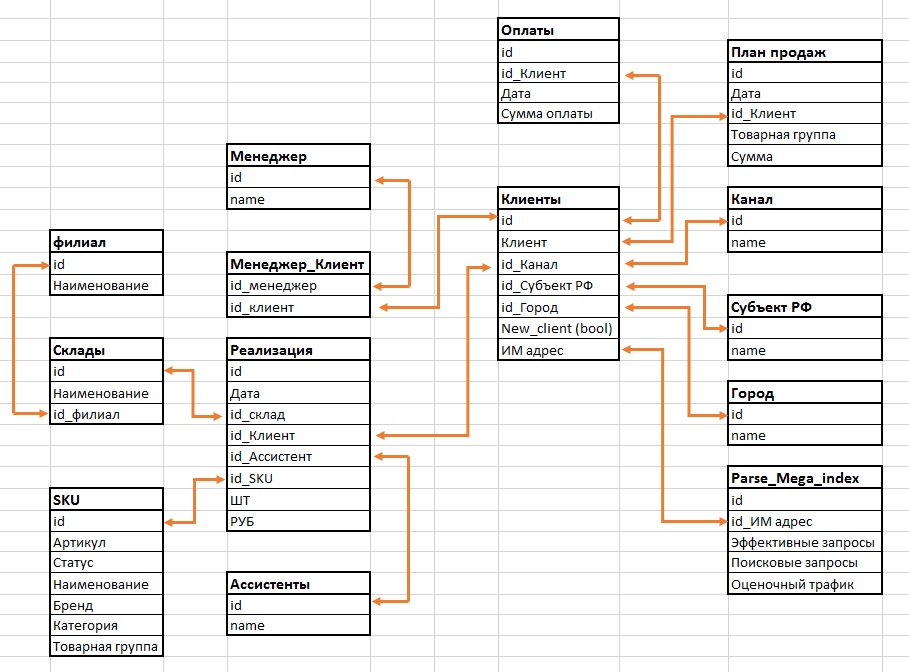 Оплаты
id
id_Клиент
Дата
Сумма оплаты
План продаж
id
Дата
id_Клиент
Товарная группа
Сумма
Менеджер
id
name
Клиенты
id
Клиент
id_Канал
id_Субъект РФ
id_Город
New_client (bool)
ИМ адрес
Канал
id
name
филиал
id
Наименование
Менеджер_Клиент
id_менеджер
id_клиент
Субъект РФ
id
name
Склады
id
Наименование
id_филиал
Реализация
id
Дата
id_склад
id_Клиент
id_Ассистент
id_SKU
ШТ
РУБ
Город
id
name
Parse_Mega_index
id
id_ИМ адрес
Эффективные запросы
Поисковые запросы
Оценочный трафик
SKU
id
Артикул
Статус
Наименование
Бренд
Категория
Товарная группа
Ассистенты
id
name